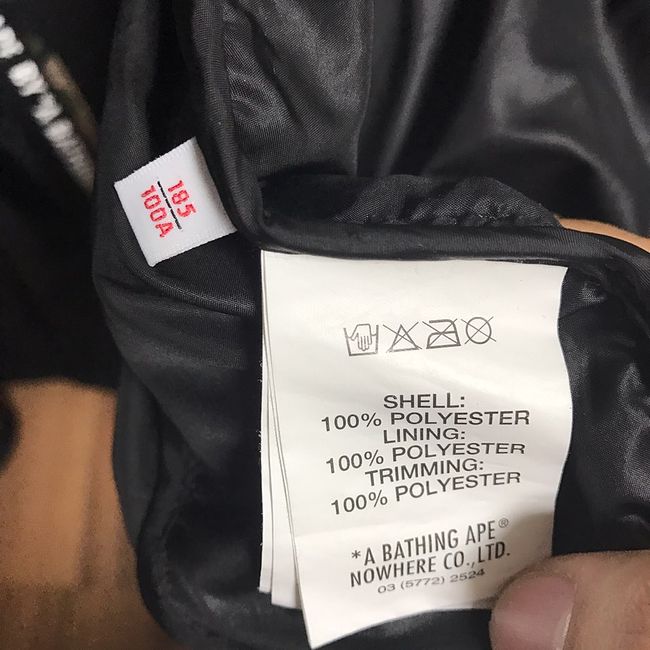 185
100A
SHELL:
100% POLYESTER
LINING:
100% POLYESTER
TRIMMING:
100% POLYESTER
*A BATHING APE®
NOWHERE CO., LTD.
03 (5772) 2524